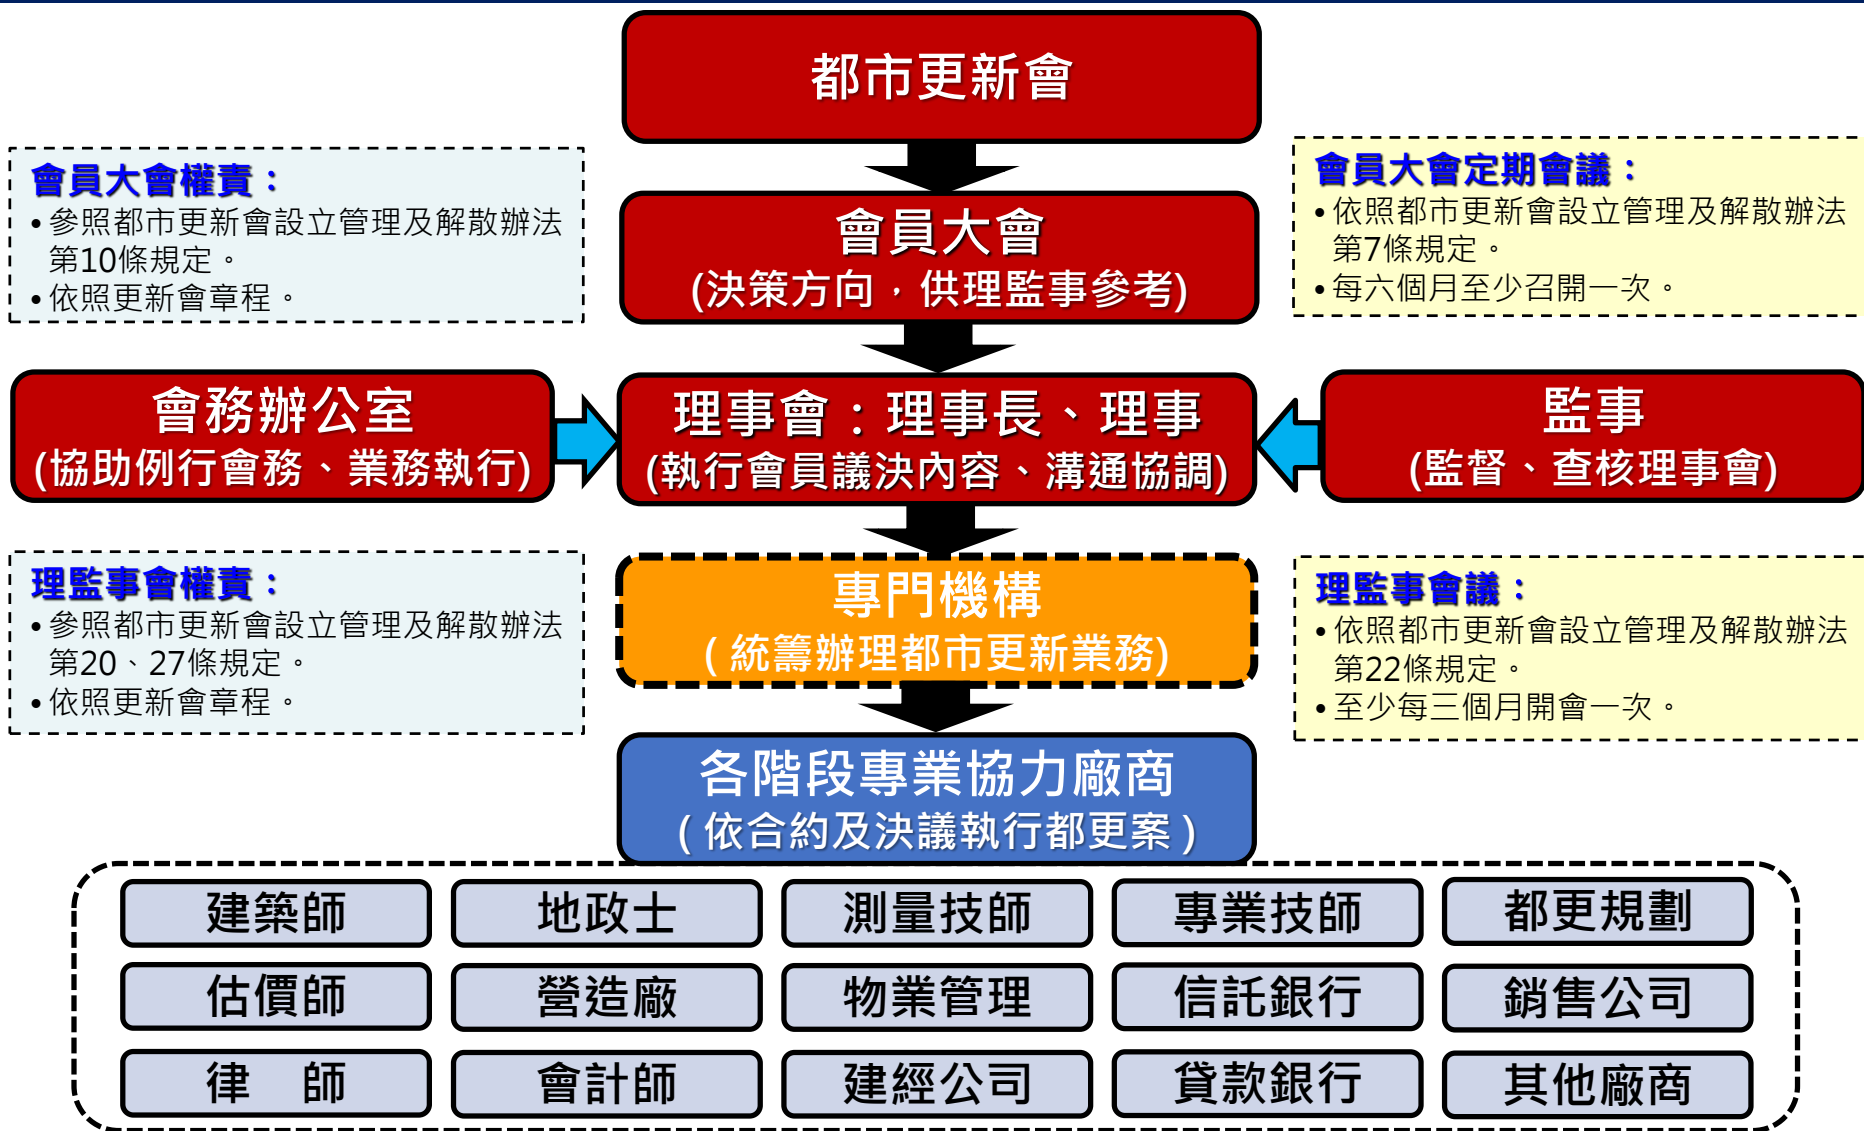 都市更新會
會員大會權責：
•參照都市更新會設立管理及解散辦法
第10條規定。
•依照更新會章程。
會員大會
(決策方向，供理監事參考)
會員大會定期會議：
•依照都市更新會設立管理及解散辦法
第7條規定。
•每六個月至少召開一次。
會務辦公室
(協助例行會務、業務執行)
理事會：理事長、理事
(執行會員議決內容、溝通協調)
監事
(監督、查核理事會)
理監事會權責：
•參照都市更新會設立管理及解散辦法
第20、27條規定。
•依照更新會章程。
專門機構
( 統籌辦理都市更新業務)
理監事會議：
•依照都市更新會設立管理及解散辦法
第22條規定。
•至少每三個月開會一次。
各階段專業協力廠商
( 依合約及決議執行都更案 )
建築師 地政士 測量技師 專業技師 都更規劃
估價師 營造廠 物業管理 信託銀行 銷售公司
律　師 會計師 建經公司 貸款銀行 其他廠商